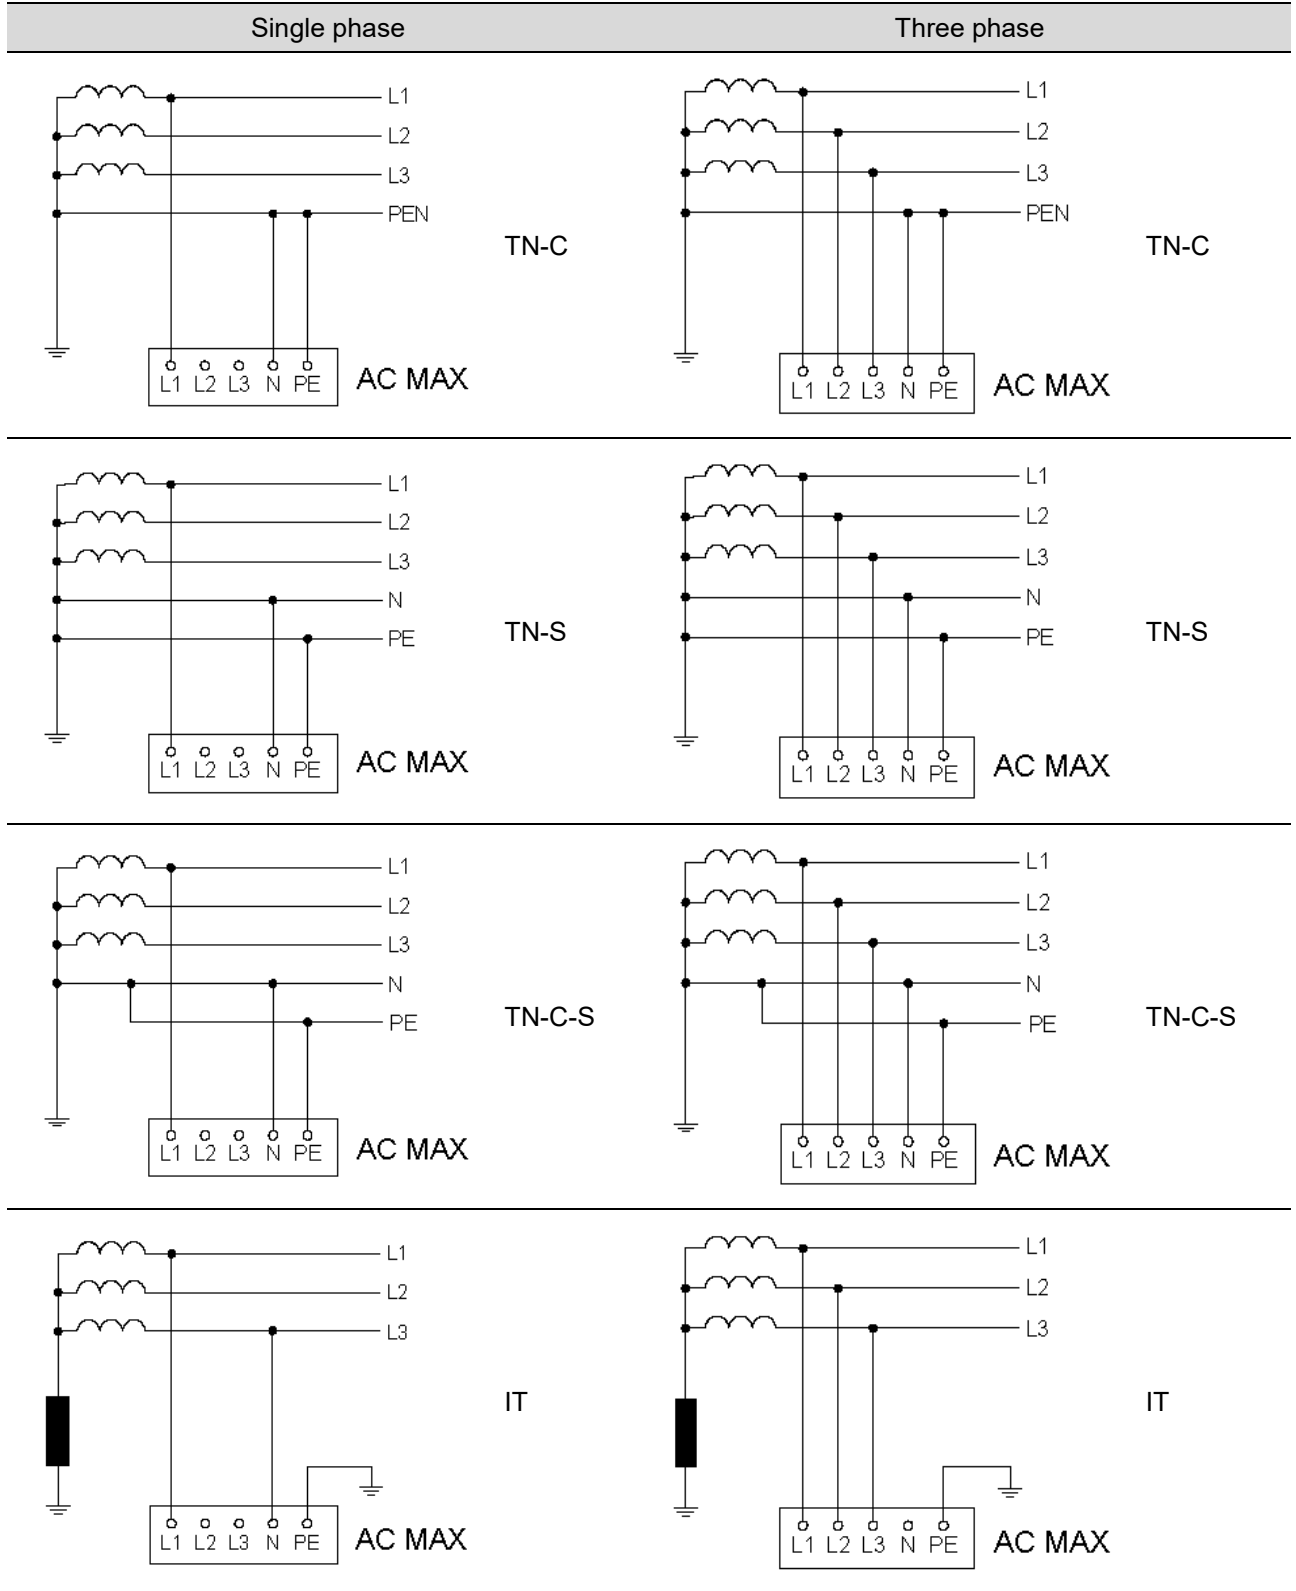 Single phase
Three phase
L1
L2
L3
PEN
TN-C
L1 L2 L3 N PE
AC MAX
L1
L2
L3
PEN
TN-C
L1 L2 L3 N PE
AC MAX
L1
L2
L3
N
PE
TN-S
L1 L2 L3 N PE
AC MAX
L1
L2
L3
N
PE
TN-S
L1 L2 L3 N PE
AC MAX
L1
L2
L3
N
PE
TN-C-S
L1 L2 L3 N PE
AC MAX
L1
L2
L3
N
PE
TN-C-S
L1 L2 L3 N PE
AC MAX
L1
L2
L3
IT
L1 L2 L3 N PE
AC MAX
L1
L2
L3
IT
L1 L2 L3 N PE
AC MAX